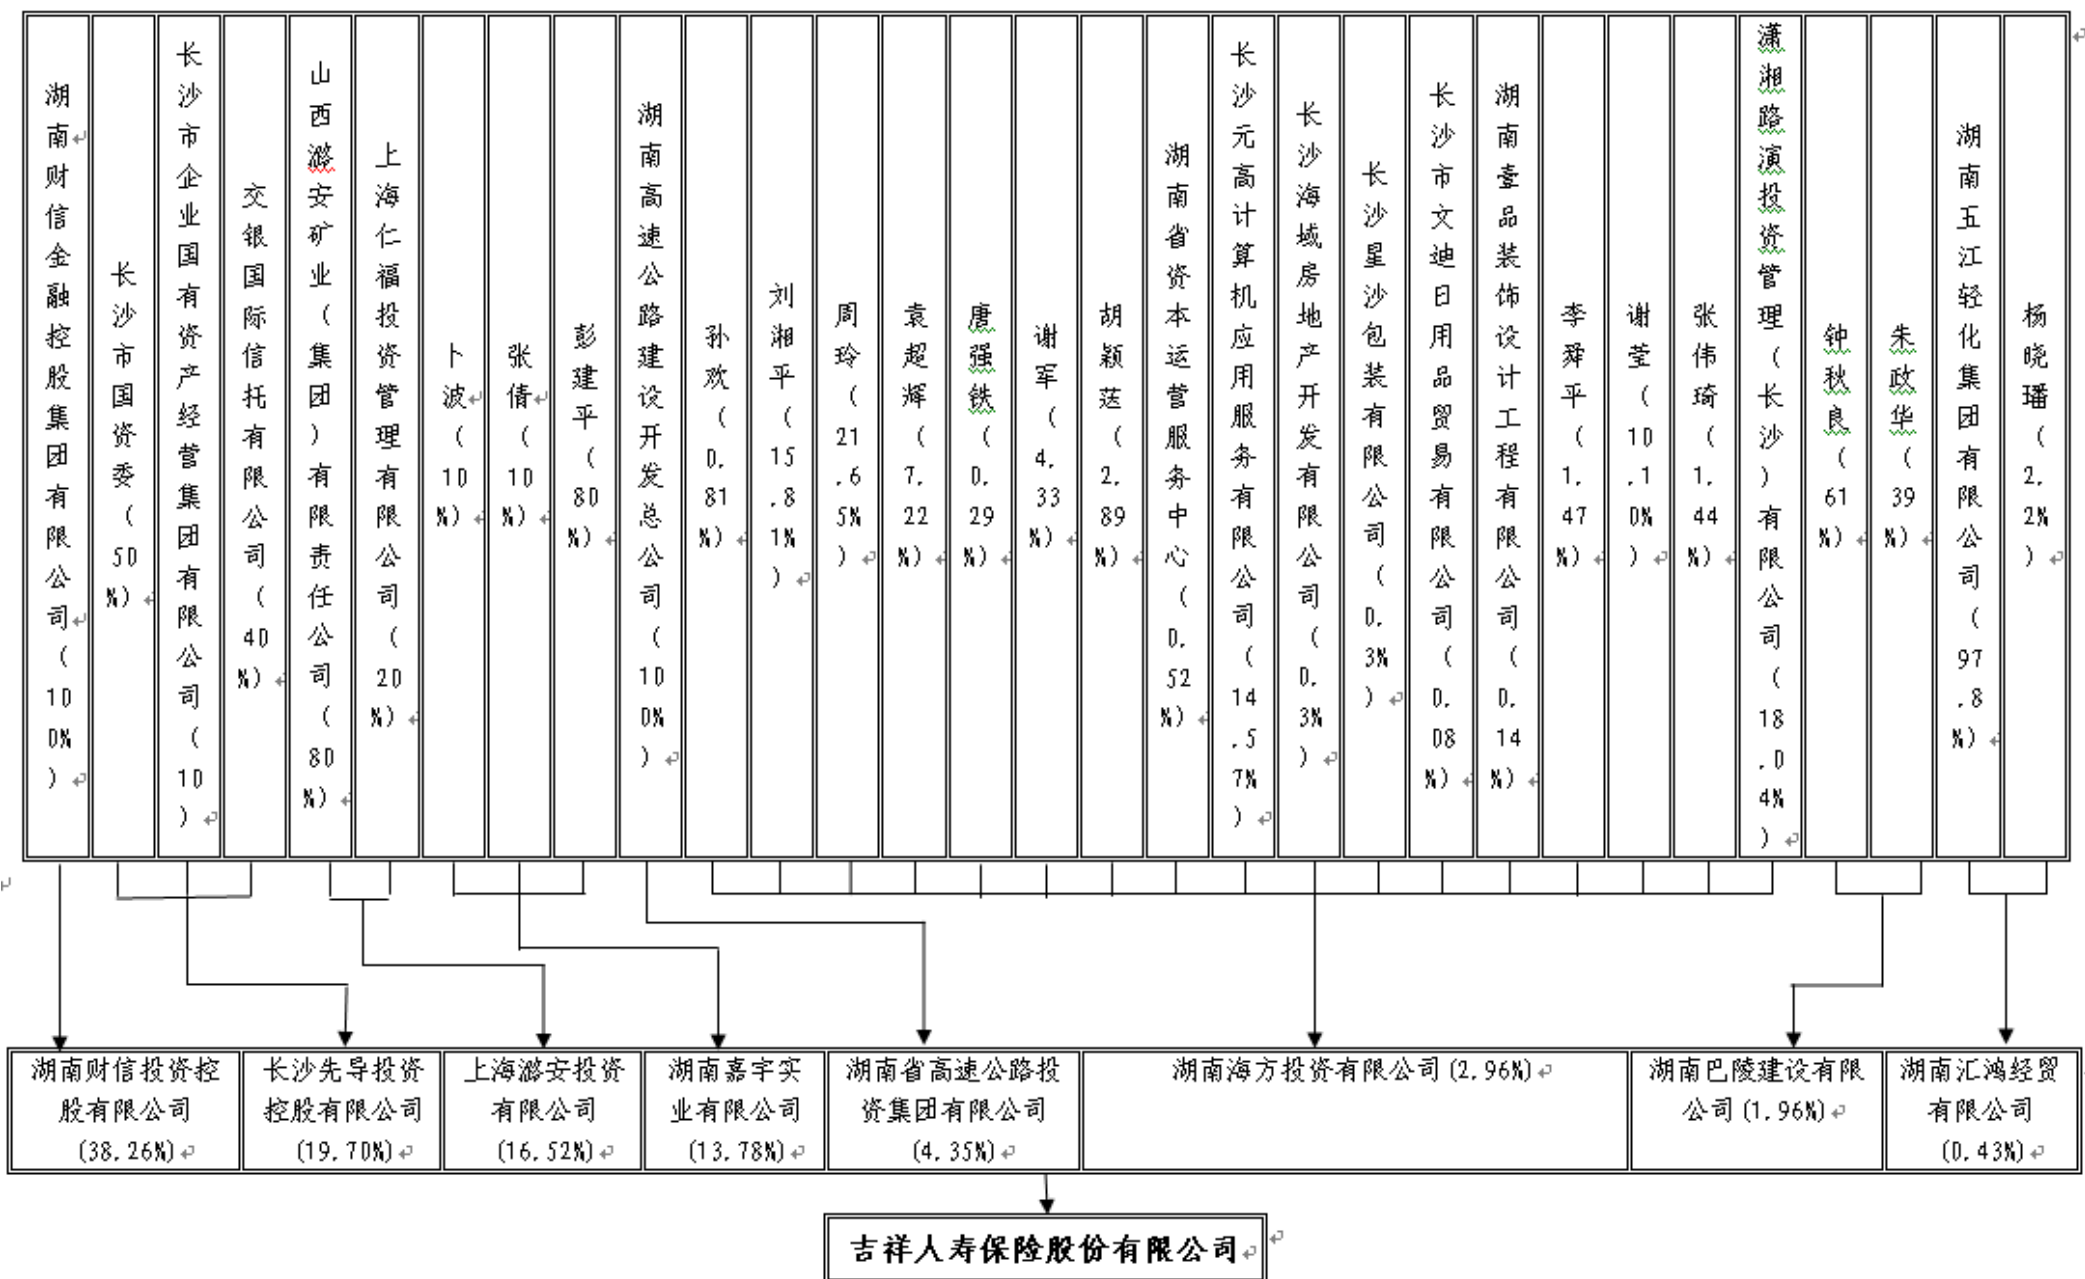 湖南财信金融控股集团有限公司（100%）
长沙市国资委（50%）
长沙市企业国有资产经营集团有限公司（10）
交银国际信托有限公司（40%）
山西潞安矿业（集团）有限责任公司（80%）
上海仁福投资管理有限公司（20%）
卜波（10%）
张倩（10%）
彭建平（80%）
湖南高速公路建设开发总公司（100%）
孙欢（0.81%）
刘湘平（15.81%）
周玲（21.65%）
袁超辉（7.22%）
唐强铁（0.29%）
谢军（4.33%）
胡颖莛（2.89%）
湖南省资本运营服务中心（0.52%）
长沙元高计算机应用服务有限公司（14.57%）
长沙海域房地产开发有限公司（0.3%）
长沙星沙包装有限公司（0.3%）
长沙市文迪日用品贸易有限公司（0.08%）
湖南壹品装饰设计工程有限公司（0.14%）
李舜平（1.47%）
谢莹（10.10%）
张伟琦（1.44%）
潇湘路演投资管理（长沙）有限公司（18.04%）
钟秋良（61%）
朱政华（39%）
湖南五江轻化集团有限公司（97.8%）
杨晓璠（2.2%）
湖南财信投资控
股有限公司
(38.26%)
长沙先导投资
控股有限公司
(19.70%)
上海潞安投资
有限公司
(16.52%)
湖南嘉宇实
业有限公司
(13.78%)
湖南省高速公路投
资集团有限公司
(4.35%)
湖南海方投资有限公司(2.96%)
湖南巴陵建设有限
公司(1.96%)
湖南汇鸿经贸
有限公司
(0.43%)
吉祥人寿保险股份有限公司